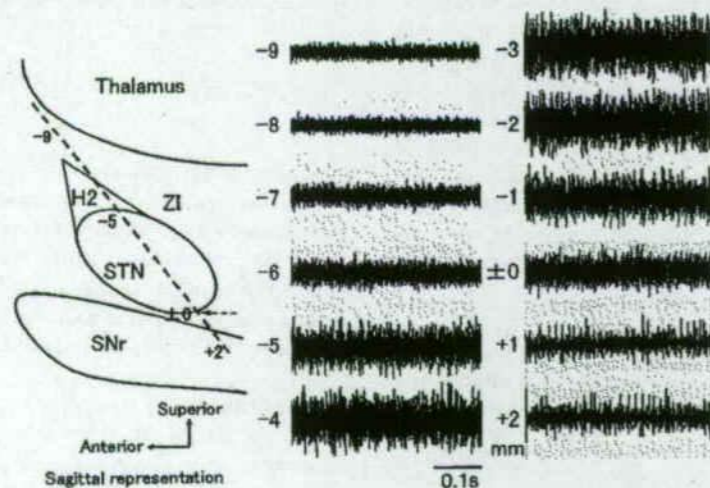 Thalamus
-9
H2
ZI
-5
STN
±0
SNr
+2
Superior
Anterior
Sagittal representation
-9
-8
-7
-6
-5
-4
-3
-2
-1
±0
+1
+2
mm
0.1s